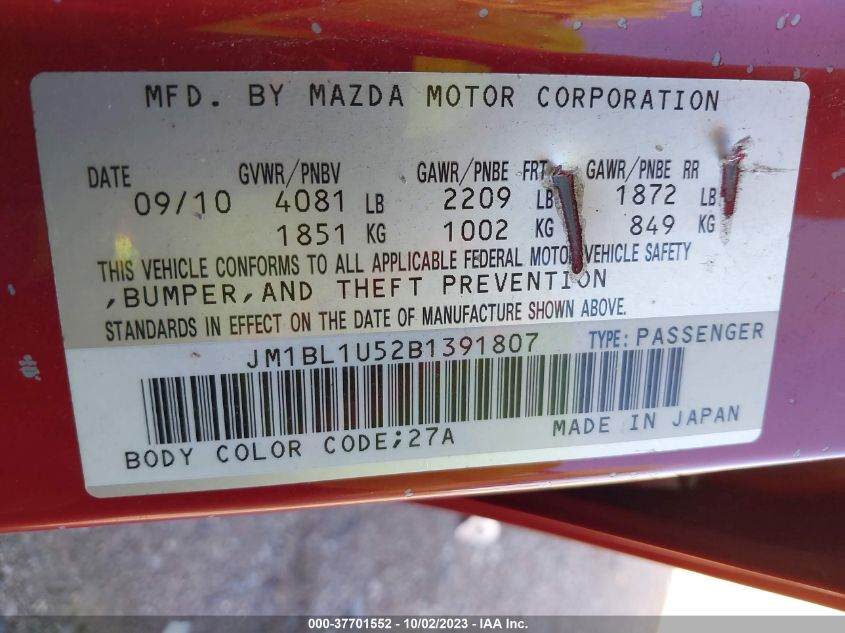 MFD. BY MAZDA MOTOR CORPORATION
DATE GVWR/PNBV GAWR/PNBE FRT GAWR/PNBE RR
09/10 4081 LB 2209 LB 1872 LB
1851 KG 1002 KG 849 KG
THIS VEHICLE CONFORMS TO ALL APPLICABLE FEDERAL MOTOR VEHICLE SAFETY
,BUMPER,AND THEFT PREVENTION
STANDARDS IN EFFECT ON THE DATE OF MANUFACTURE SHOWN ABOVE.
JM1BL1U52B1391807 TYPE: PASSENGER
BODY COLOR CODE;27A MADE IN JAPAN
000-37701552 - 10/02/2023 - IAA Inc.